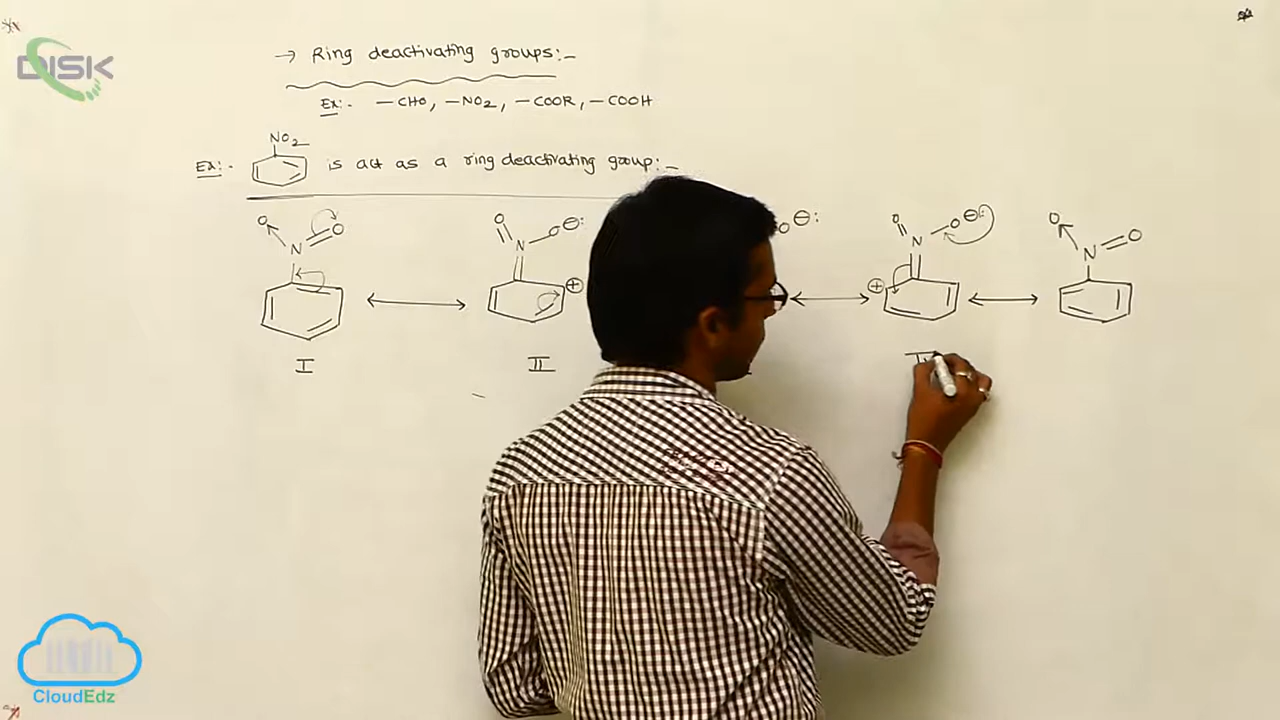 DISK
→ Ring deactivating groups:-
Ex:- -CHO, -NO2, -COOR, -COOH
NO2
Ex:- is act as a ring deactivating group:-
O N O
O N O ⊖: ⊕
O ⊖:
O N O ⊖: ⊕
O N O
I II
CloudEdz